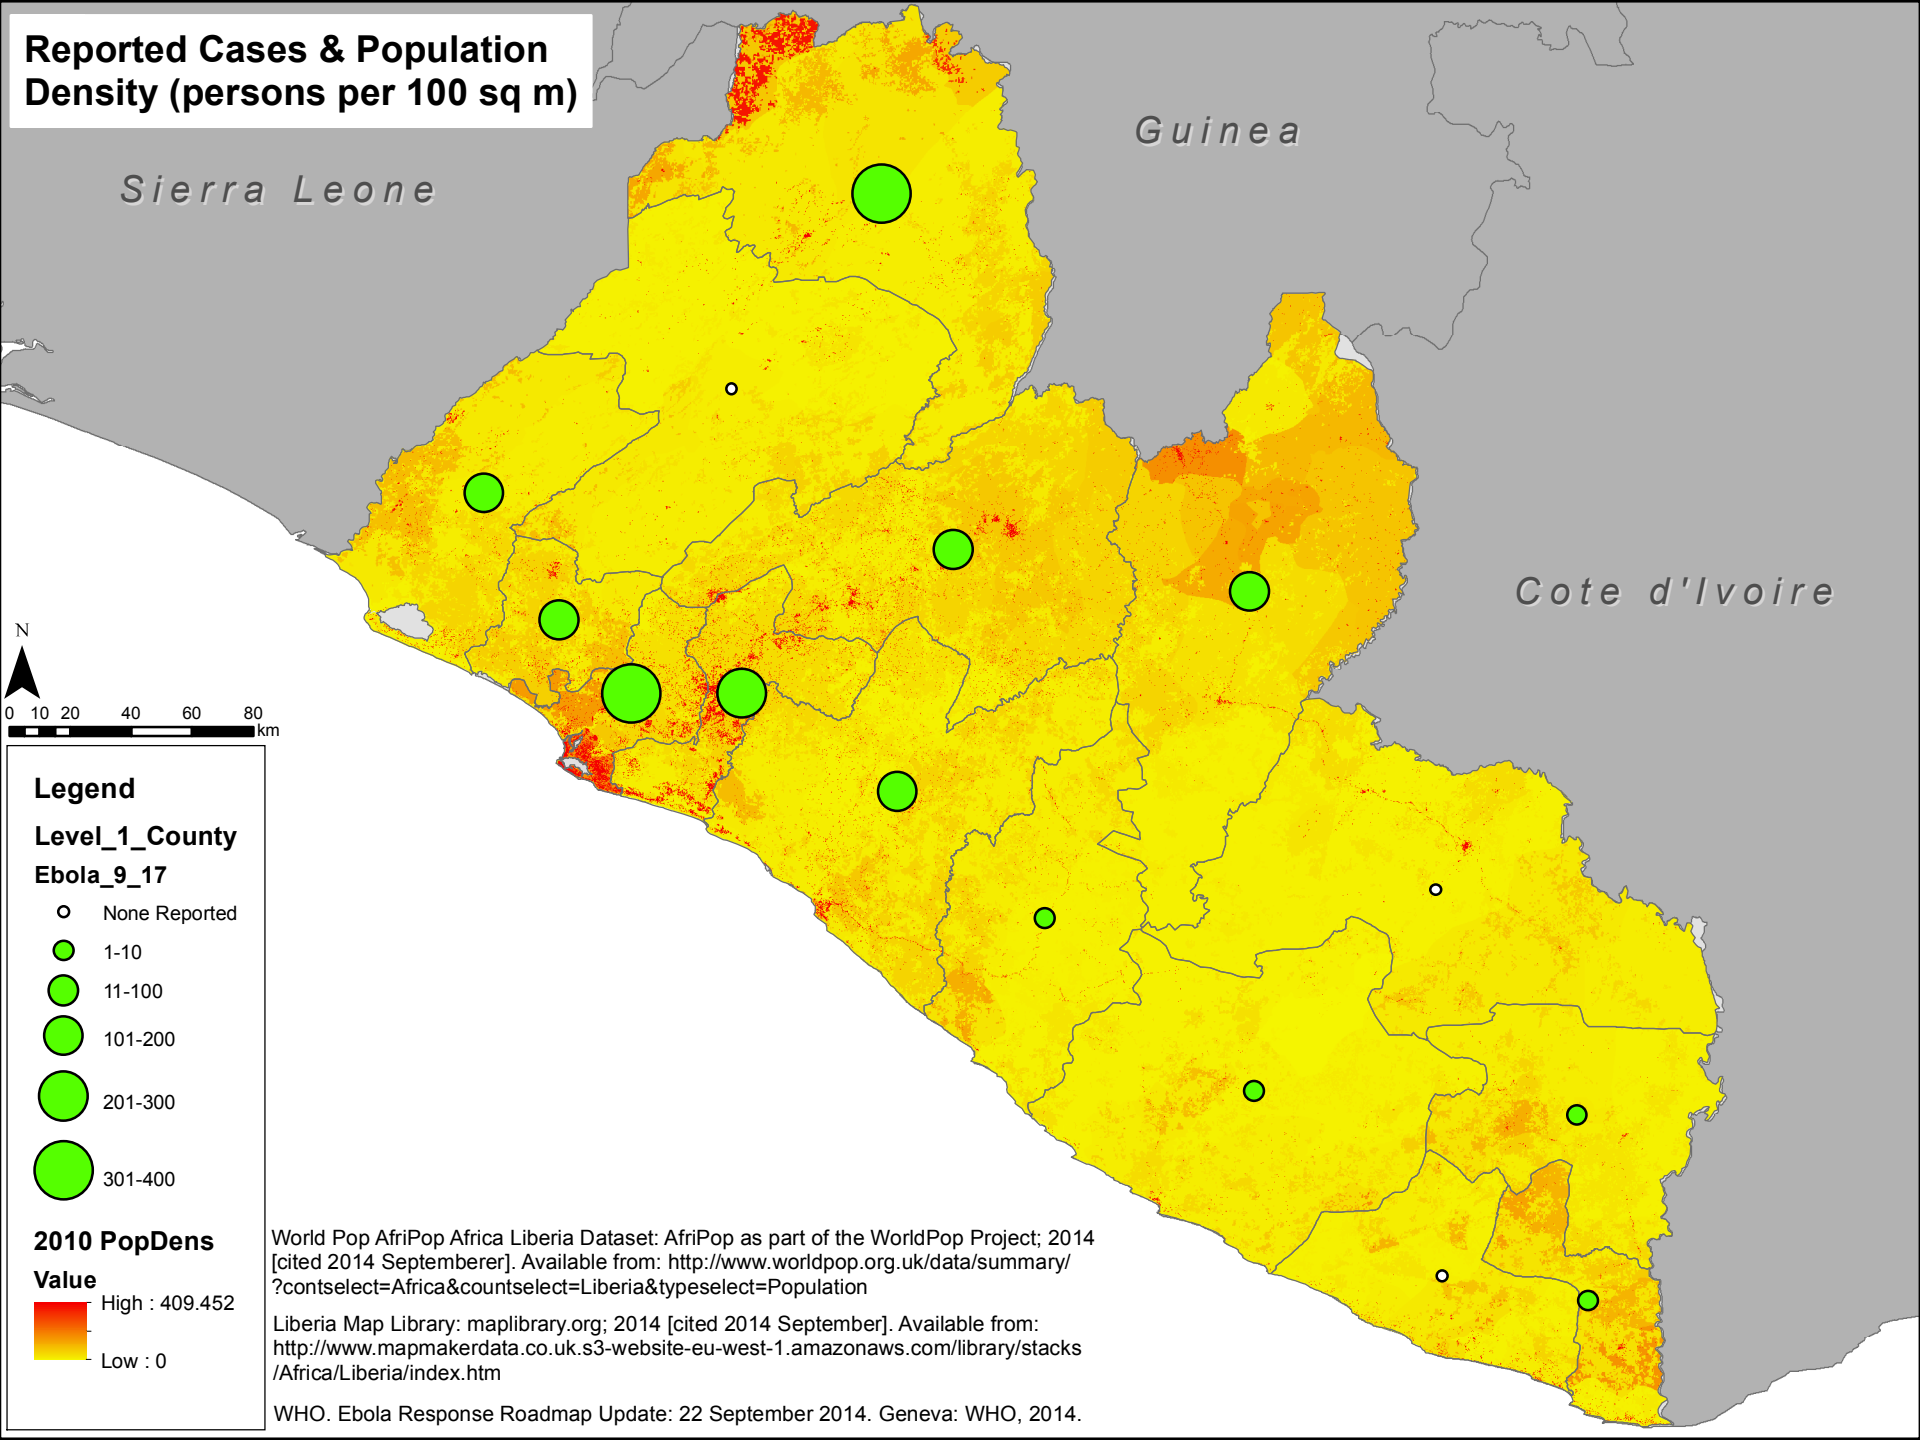 Reported Cases & Population
Density (persons per 100 sq m)
Guinea
Sierra Leone
Cote d'Ivoire
N
0 10 20 40 60 80
km
Legend
Level_1_County
Ebola_9_17
None Reported
1-10
11-100
101-200
201-300
301-400
2010 PopDens
Value
High : 409.452
Low : 0
World Pop AfriPop Africa Liberia Dataset: AfriPop as part of the WorldPop Project; 2014
[cited 2014 Septemberer]. Available from: http://www.worldpop.org.uk/data/summary/
?contselect=Africa&countselect=Liberia&typeselect=Population
Liberia Map Library: maplibrary.org; 2014 [cited 2014 September]. Available from:
http://www.mapmakerdata.co.uk.s3-website-eu-west-1.amazonaws.com/library/stacks
/Africa/Liberia/index.htm
WHO. Ebola Response Roadmap Update: 22 September 2014. Geneva: WHO, 2014.